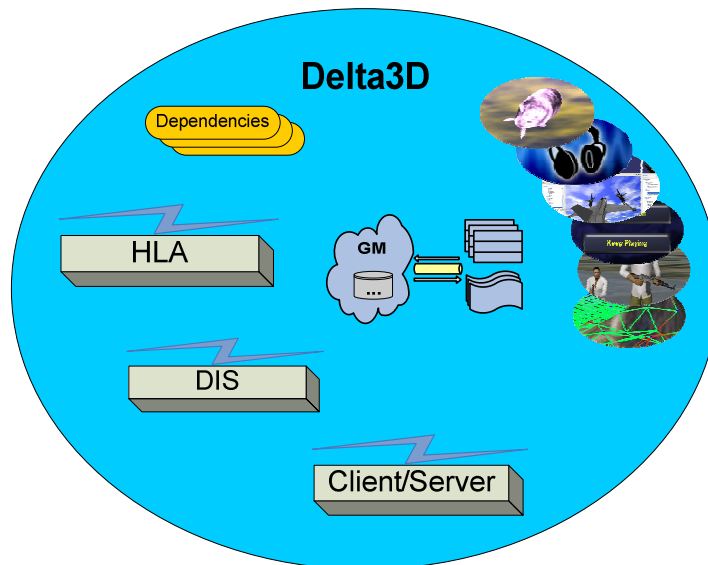 Delta3D
Dependencies
HLA
GM
...
Keep Playing
DIS
Client/Server